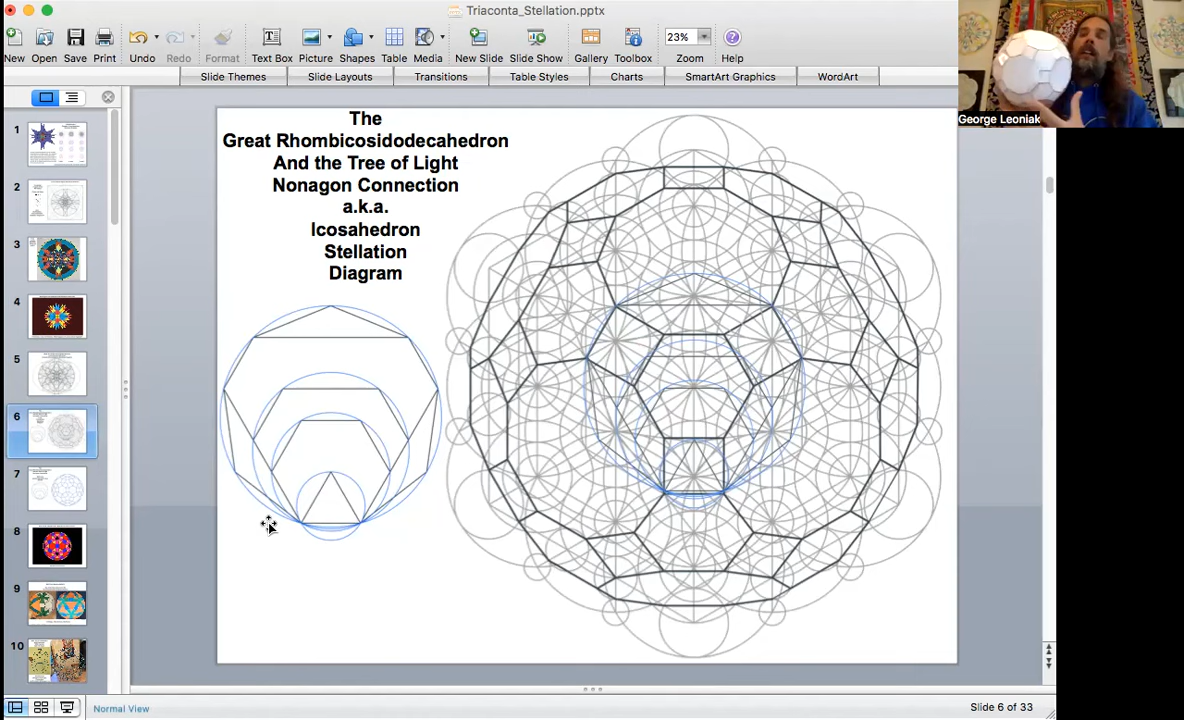 Triaconta_Stellation.pptx
New Open Save Print Undo Redo Format Text Box Picture Shapes Table Media New Slide Slide Show Gallery Toolbox Zoom Help
23%
Slide Themes Slide Layouts Transitions Table Styles Charts SmartArt Graphics WordArt
George Leoniak
1
2
3
4
5
6
7
8
9
10
The
Great Rhombicosidodecahedron
And the Tree of Light
Nonagon Connection
a.k.a.
Icosahedron
Stellation
Diagram
Normal View
Slide 6 of 33